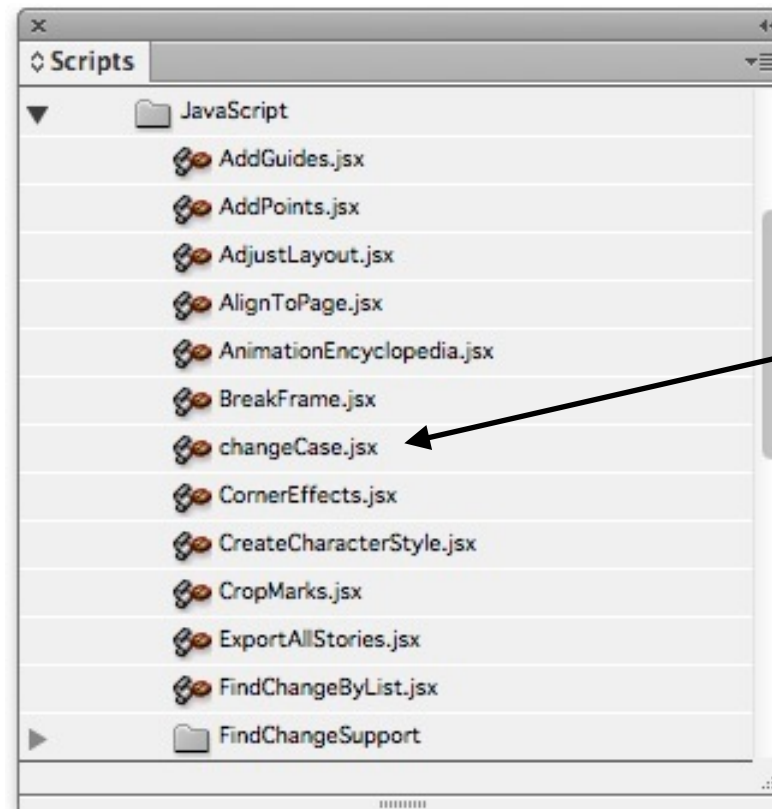 Scripts
JavaScript
AddGuides.jsx
AddPoints.jsx
AdjustLayout.jsx
AlignToPage.jsx
AnimationEncyclopedia.jsx
BreakFrame.jsx
changeCase.jsx
CornerEffects.jsx
CreateCharacterStyle.jsx
CropMarks.jsx
ExportAllStories.jsx
FindChangeByList.jsx
FindChangeSupport